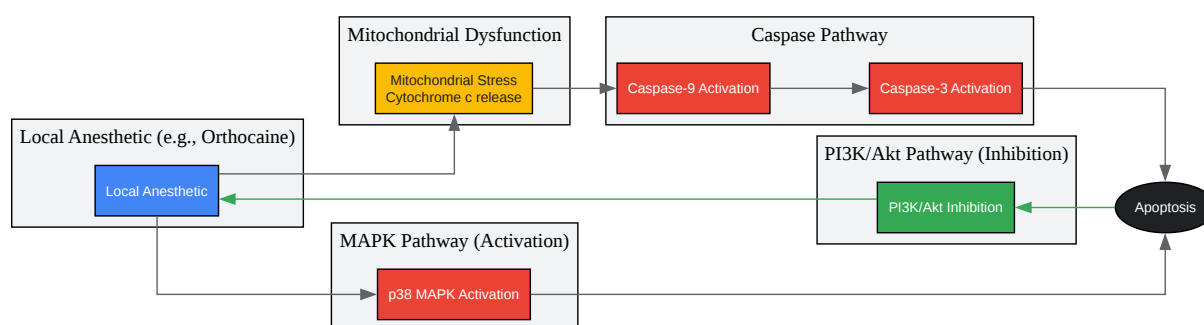 Mitochondrial Dysfunction
Mitochondrial Stress
Cytochrome c release
Caspase Pathway
Caspase-9 Activation
Caspase-3 Activation
Local Anesthetic (e.g., Orthocaine)
Local Anesthetic
PI3K/Akt Pathway (Inhibition)
PI3K/Akt Inhibition
Apoptosis
MAPK Pathway (Activation)
p38 MAPK Activation